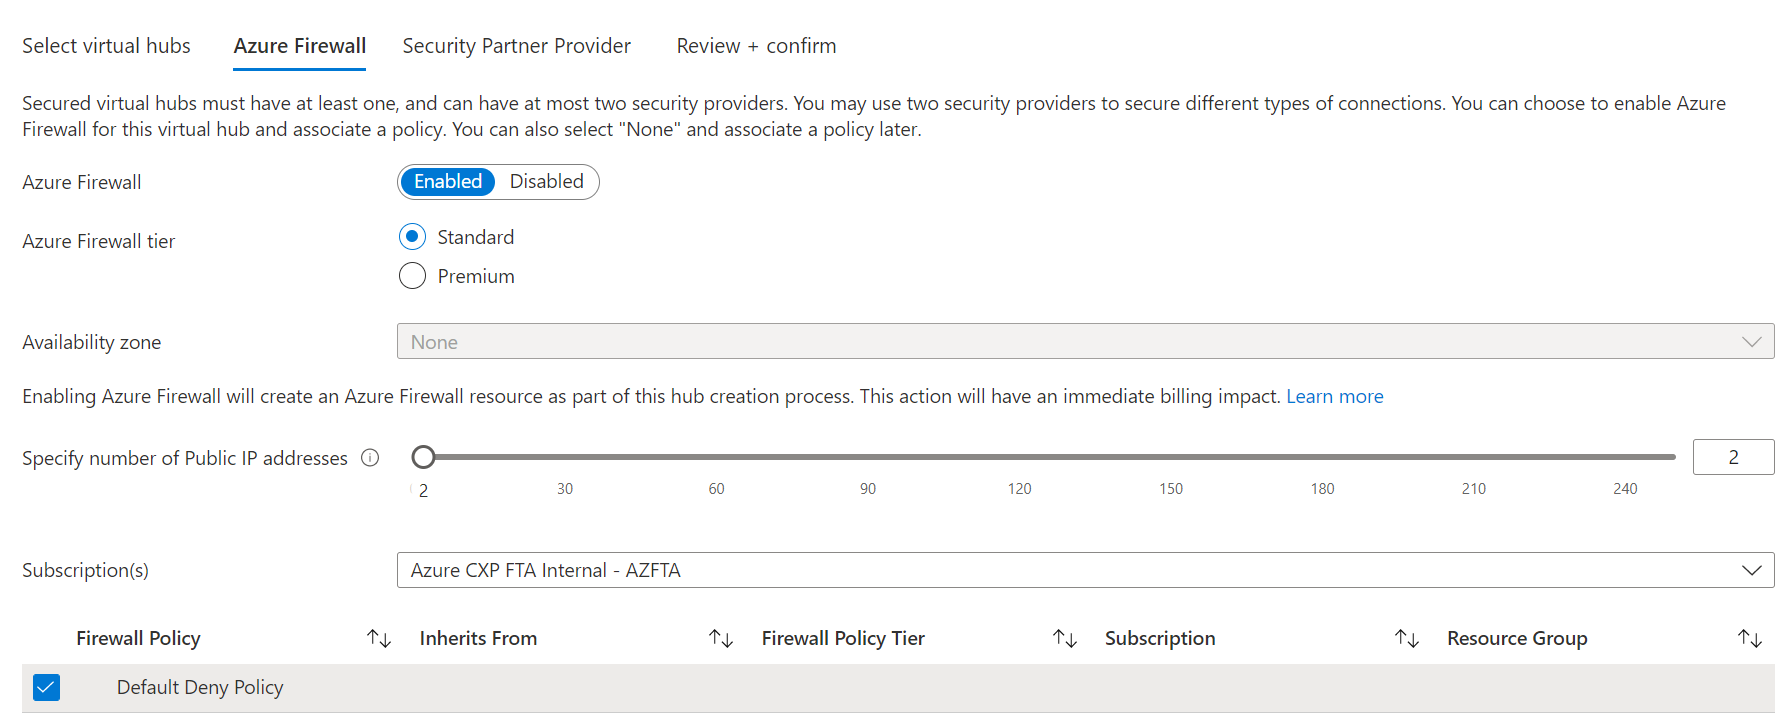 Select virtual hubs Azure Firewall Security Partner Provider Review + confirm
Secured virtual hubs must have at least one, and can have at most two security providers. You may use two security providers to secure different types of connections. You can choose to enable Azure
Firewall for this virtual hub and associate a policy. You can also select "None" and associate a policy later.
Azure Firewall Enabled Disabled
Azure Firewall tier Standard
Premium
Availability zone None
Enabling Azure Firewall will create an Azure Firewall resource as part of this hub creation process. This action will have an immediate billing impact. Learn more
Specify number of Public IP addresses 2
2 30 60 90 120 150 180 210 240
Subscription(s) Azure CXP FTA Internal - AZFTA
Firewall Policy Inherits From Firewall Policy Tier Subscription Resource Group
Default Deny Policy